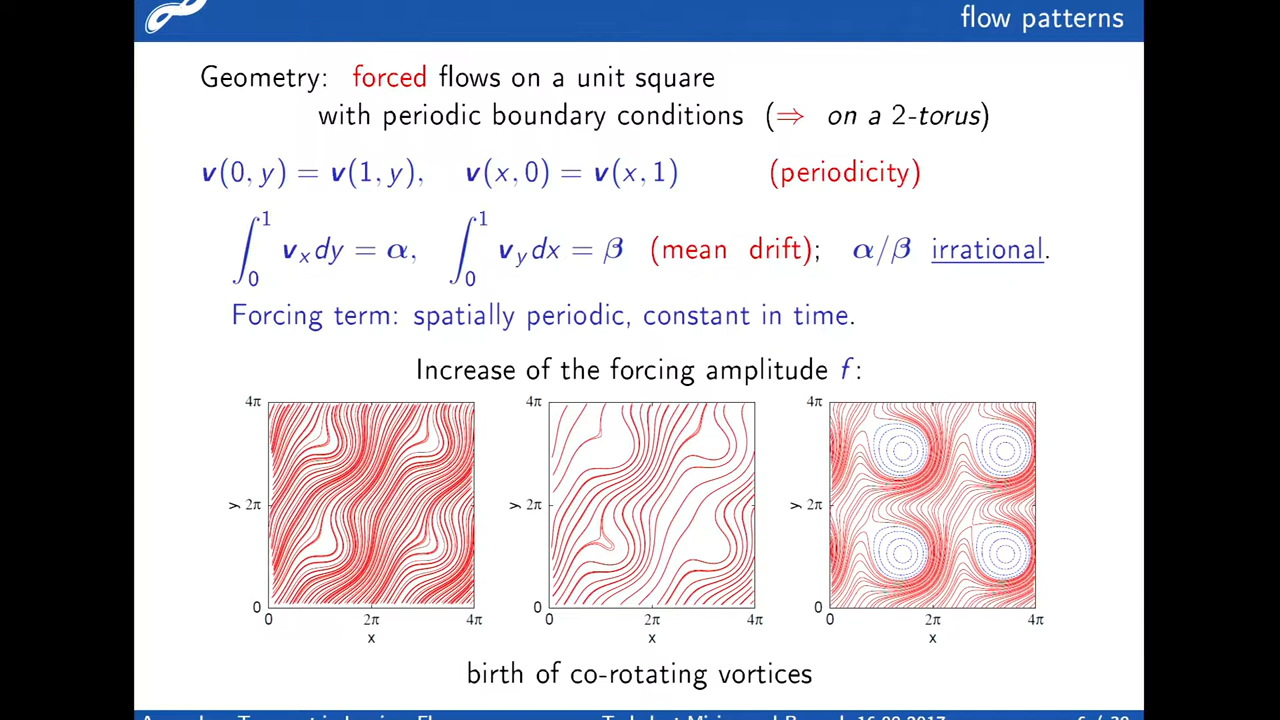 flow patterns
Geometry: forced flows on a unit square
with periodic boundary conditions (⇒ on a 2-torus)
v(0, y) = v(1, y), v(x, 0) = v(x, 1) (periodicity)
∫₀¹ vₓ dy = α, ∫₀¹ v_y dx = β (mean drift); α/β irrational.
Forcing term: spatially periodic, constant in time.
Increase of the forcing amplitude f:
4π 4π 4π
y 2π y 2π y 2π
0 0 0
0 2π 4π 0 2π 4π 0 2π 4π
x x x
birth of co-rotating vortices